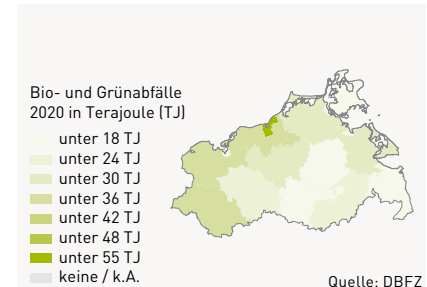 Bio- und Grünabfälle
2020 in Terajoule (TJ)
unter 18 TJ
unter 24 TJ
unter 30 TJ
unter 36 TJ
unter 42 TJ
unter 48 TJ
unter 55 TJ
keine / k.A.
Quelle: DBFZ